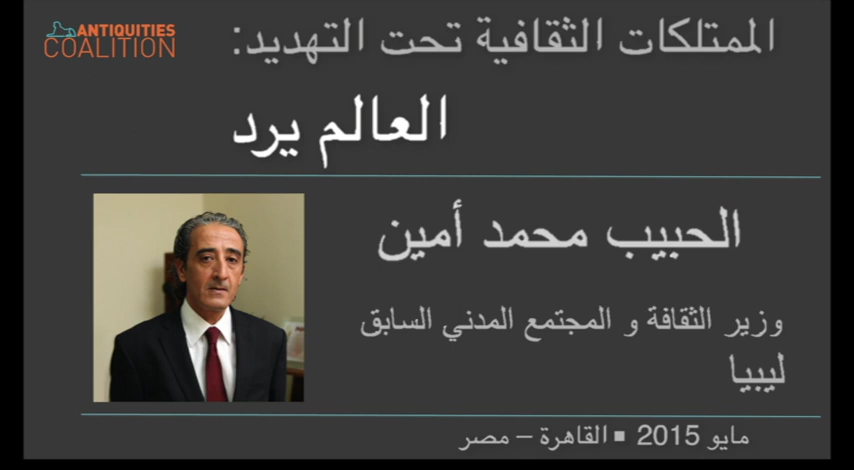 ANTIQUITIES
COALITION
الممتلكات الثقافية تحت التهديد:
العالم يرد
الحبيب محمد أمين
وزير الثقافة و المجتمع المدني السابق
ليبيا
مايو 2015 ▪ القاهرة – مصر